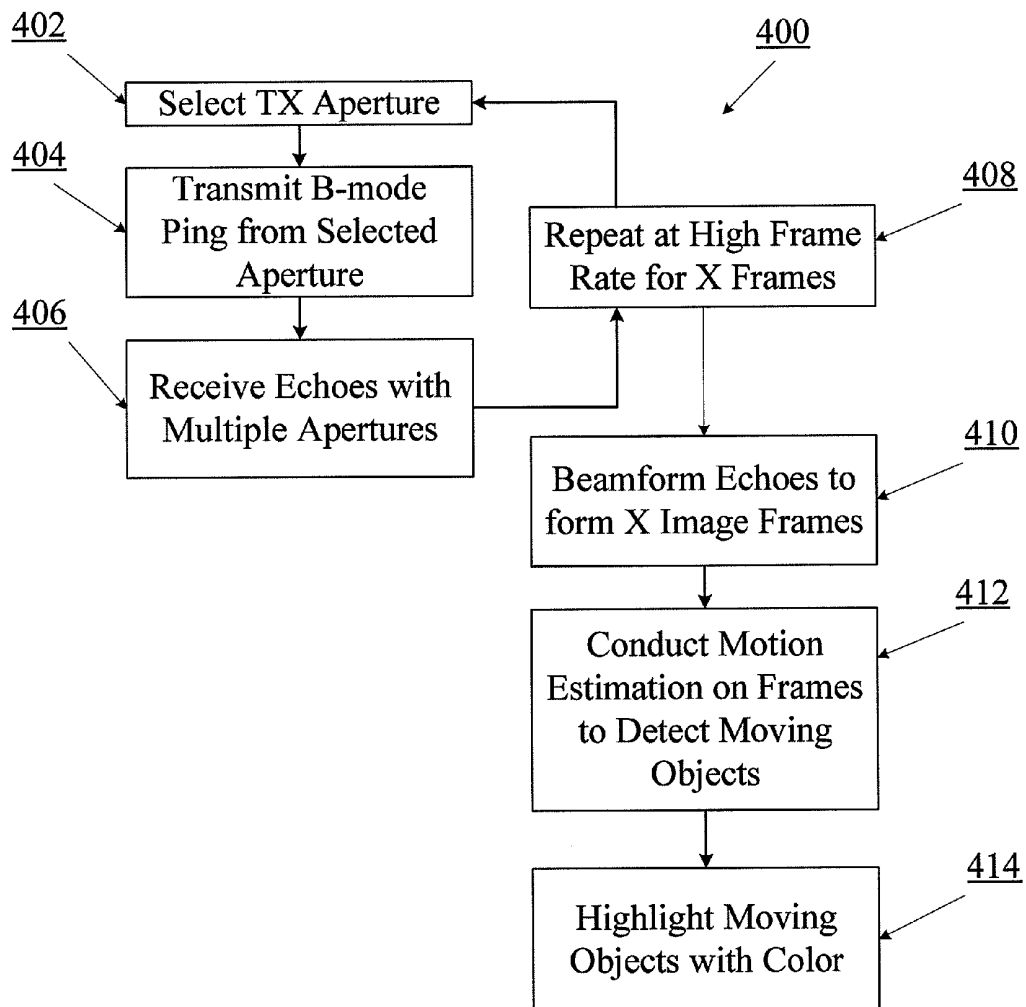 402
400
Select TX Aperture
404
Transmit B-mode
Ping from Selected
Aperture
408
Repeat at High Frame
Rate for X Frames
406
Receive Echoes with
Multiple Apertures
410
Beamform Echoes to
form X Image Frames
412
Conduct Motion
Estimation on Frames
to Detect Moving
Objects
414
Highlight Moving
Objects with Color